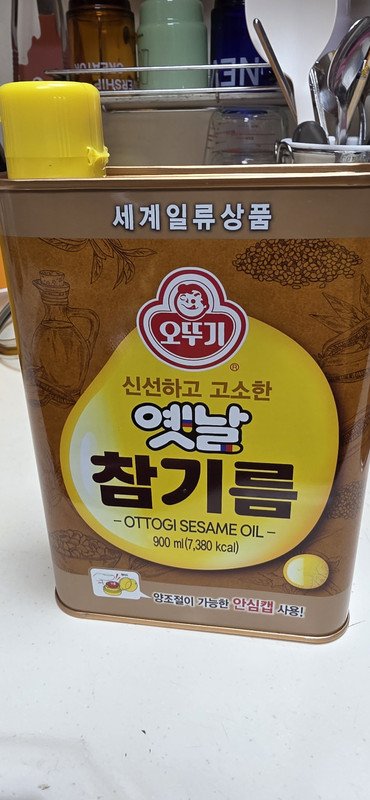 세계일류상품
오뚜기
®
신선하고 고소한
옛날
참기름
- OTTOGI SESAME OIL -
900 ml(7,380 kcal)
양조절이 가능한 안심캡 사용!